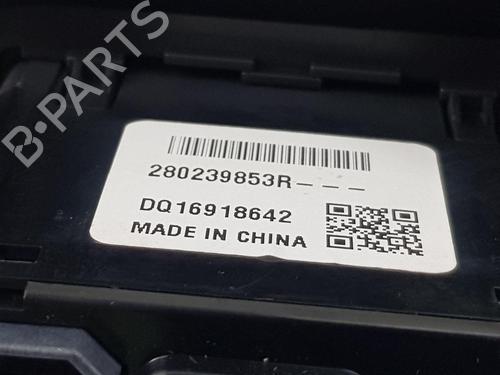 B-PARTS
280239853R---
DQ16918642
MADE IN CHINA